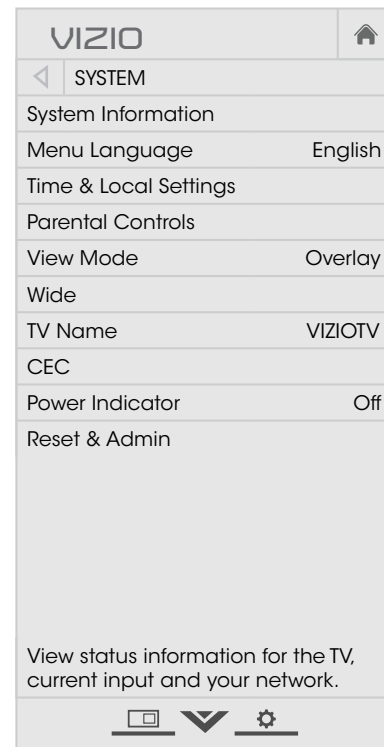 VIZIO
SYSTEM
System Information
Menu Language English
Time & Local Settings
Parental Controls
View Mode Overlay
Wide
TV Name VIZIOTV
CEC
Power Indicator Off
Reset & Admin
View status information for the TV,
current input and your network.